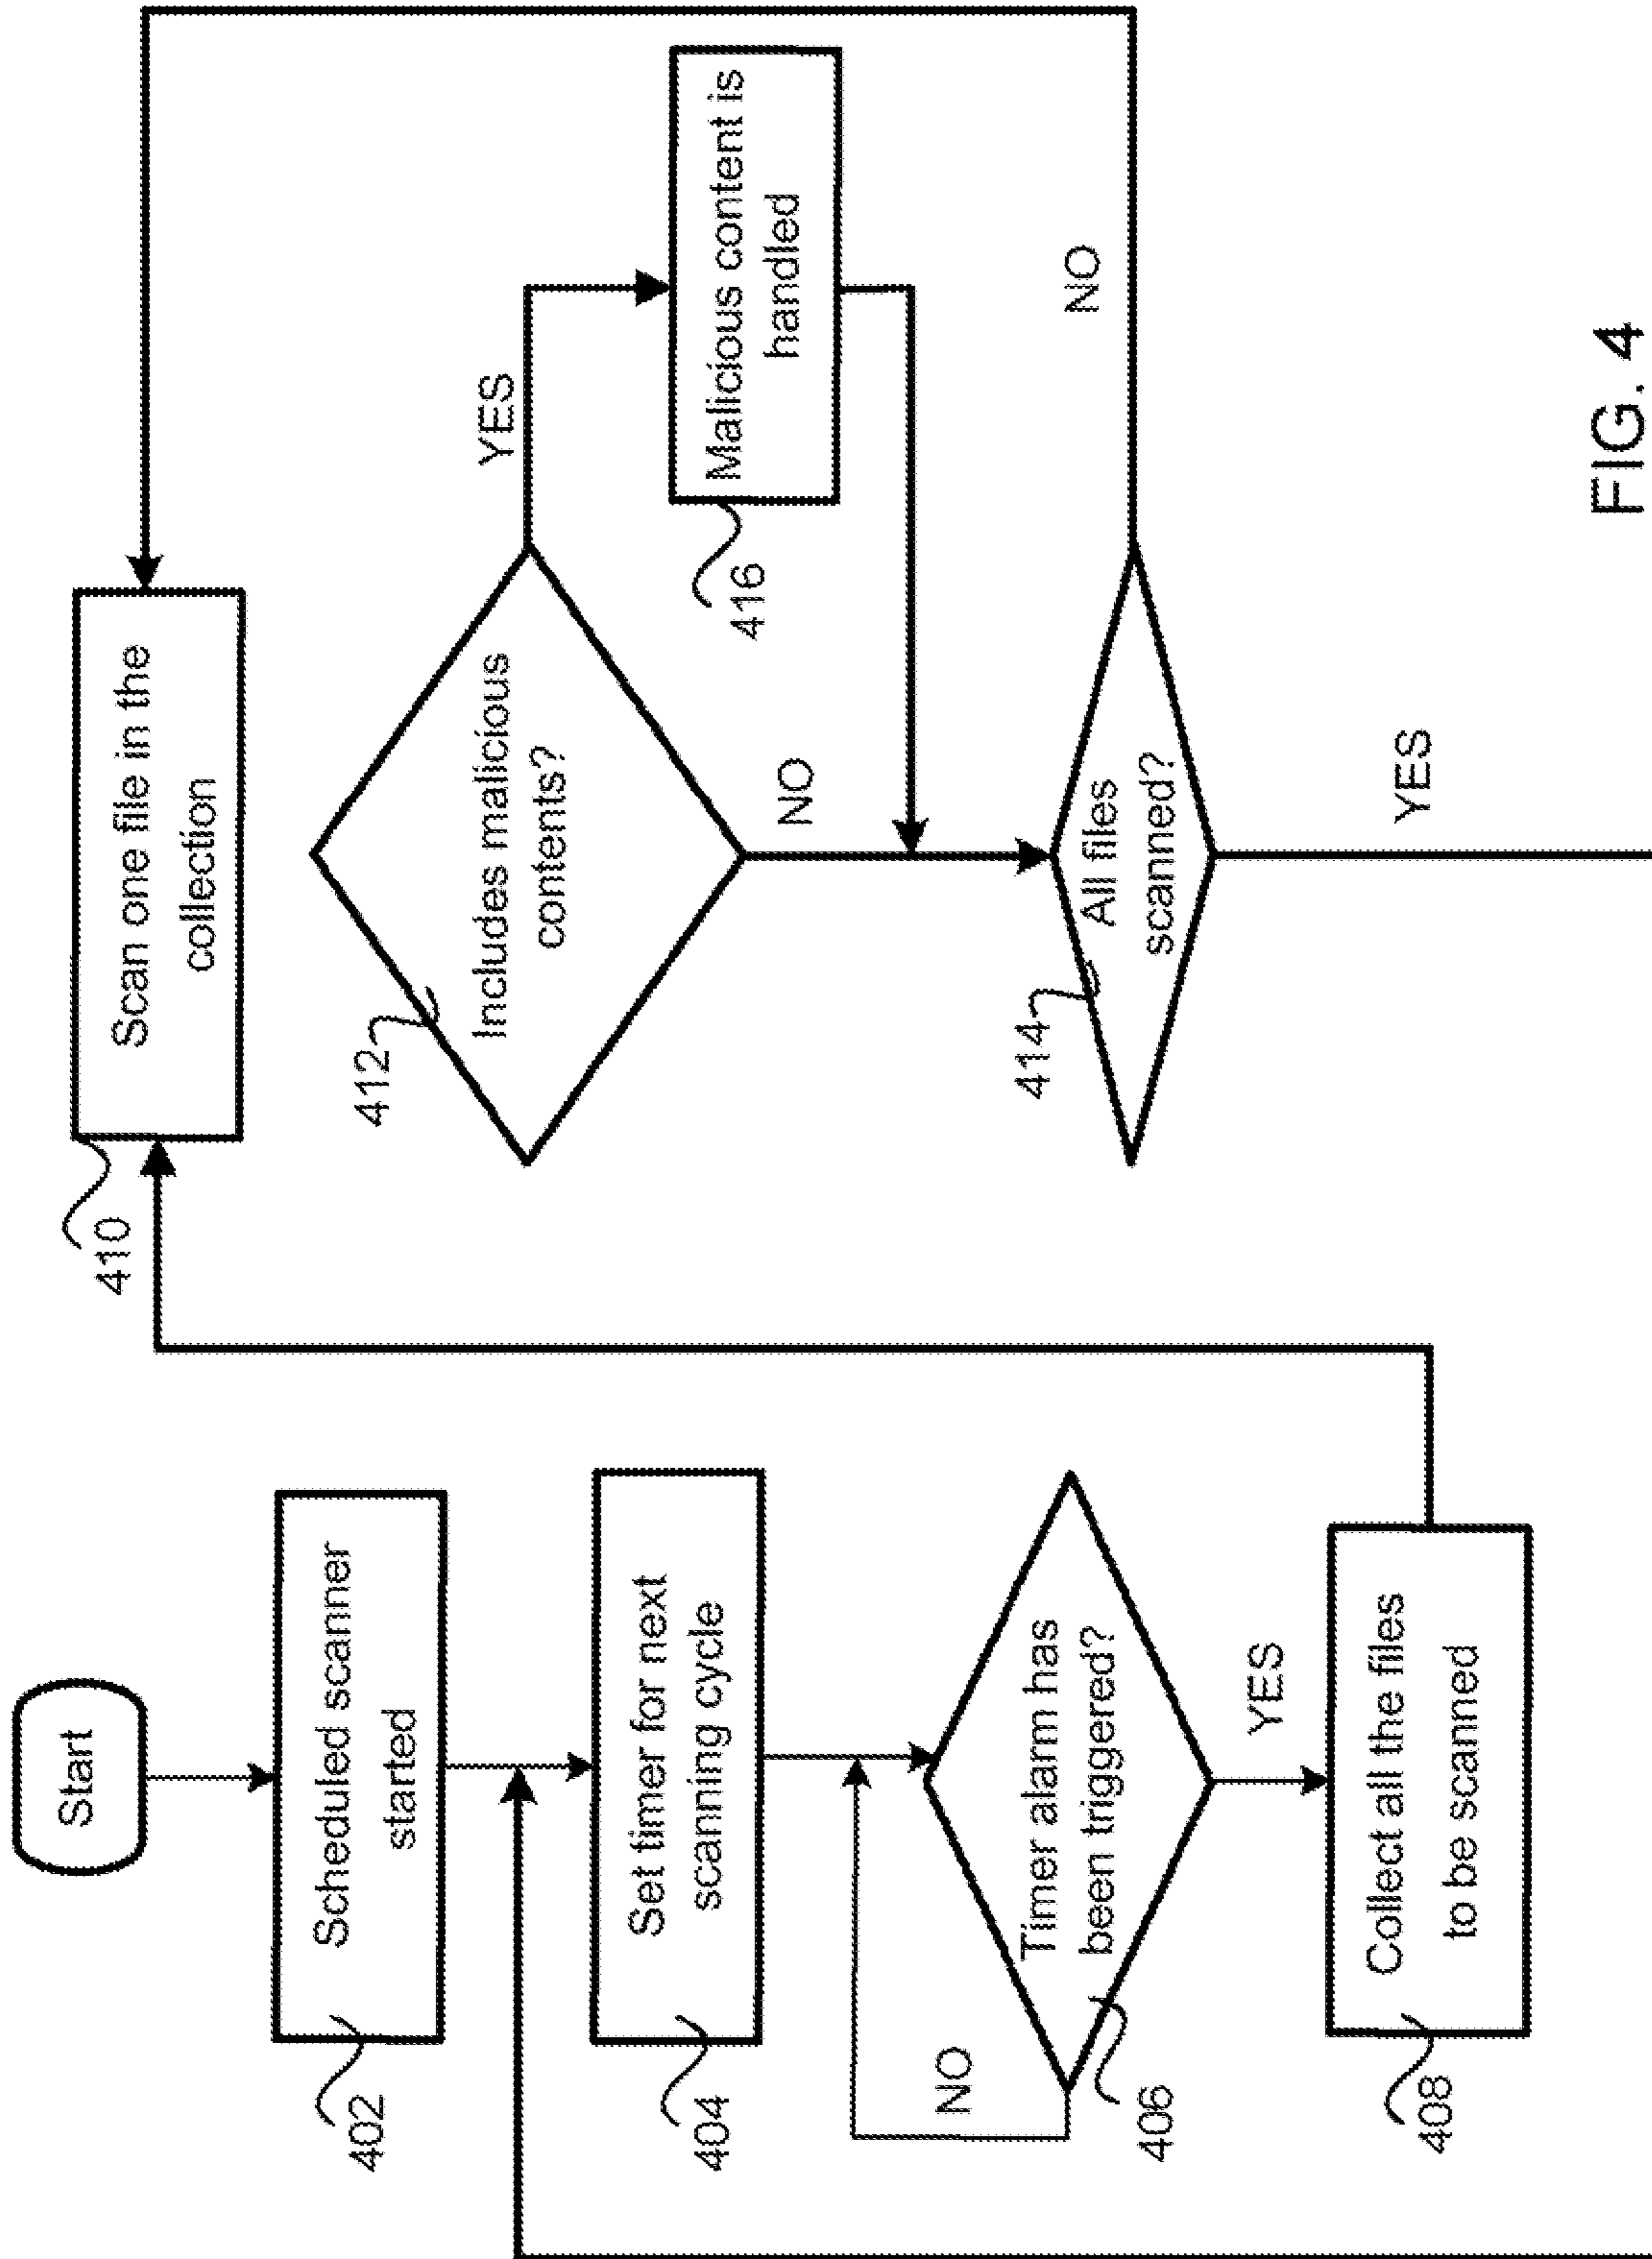 Start
Scheduled scanner
started
402
Set timer for next
scanning cycle
404
Timer alarm has
been triggered?
NO
406
YES
Collect all the files
to be scanned
408
Scan one file in the
collection
410
Includes malicious
contents?
412
YES
Malicious content is
handled
416
NO
All files
scanned?
414
NO
YES
FIG. 4